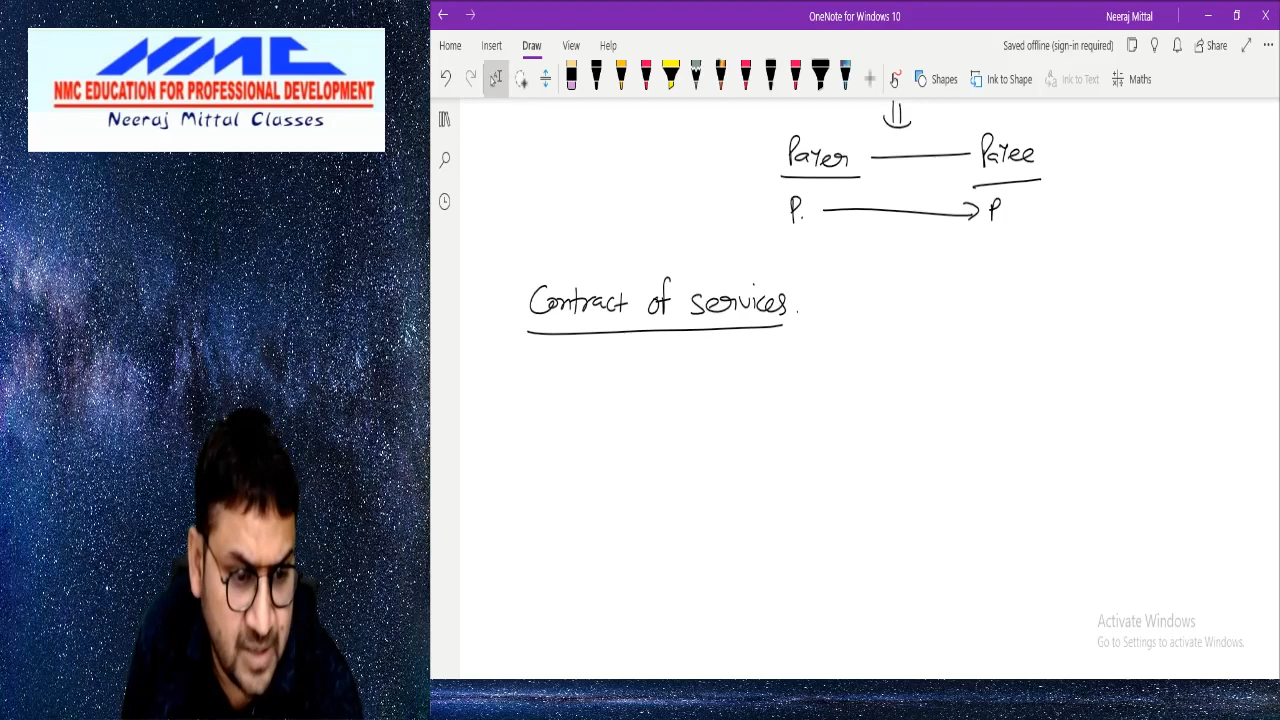 NMC
NMC EDUCATION FOR PROFESSIONAL DEVELOPMENT
Neeraj Mittal Classes
OneNote for Windows 10
Neeraj Mittal
Home Insert Draw View Help
Saved offline (sign-in required)
Share
Shapes
Ink to Shape
Ink to Text
Maths
Payer Payee
P. P
Contract of services.
Activate Windows
Go to Settings to activate Windows.